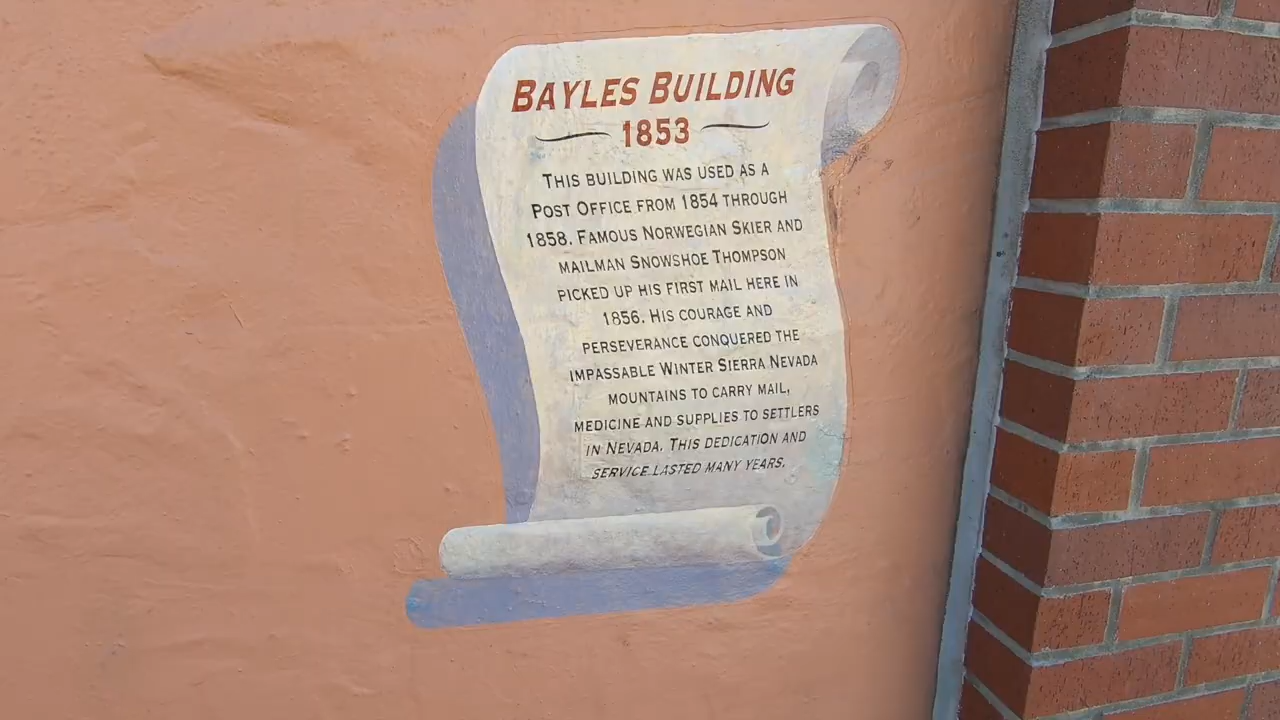 BAYLES BUILDING
1853
THIS BUILDING WAS USED AS A
POST OFFICE FROM 1854 THROUGH
1858. FAMOUS NORWEGIAN SKIER AND
MAILMAN SNOWSHOE THOMPSON
PICKED UP HIS FIRST MAIL HERE IN
1856. HIS COURAGE AND
PERSEVERANCE CONQUERED THE
IMPASSABLE WINTER SIERRA NEVADA
MOUNTAINS TO CARRY MAIL,
MEDICINE AND SUPPLIES TO SETTLERS
IN NEVADA. THIS DEDICATION AND
SERVICE LASTED MANY YEARS.